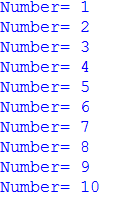 Number= 1
Number= 2
Number= 3
Number= 4
Number= 5
Number= 6
Number= 7
Number= 8
Number= 9
Number= 10